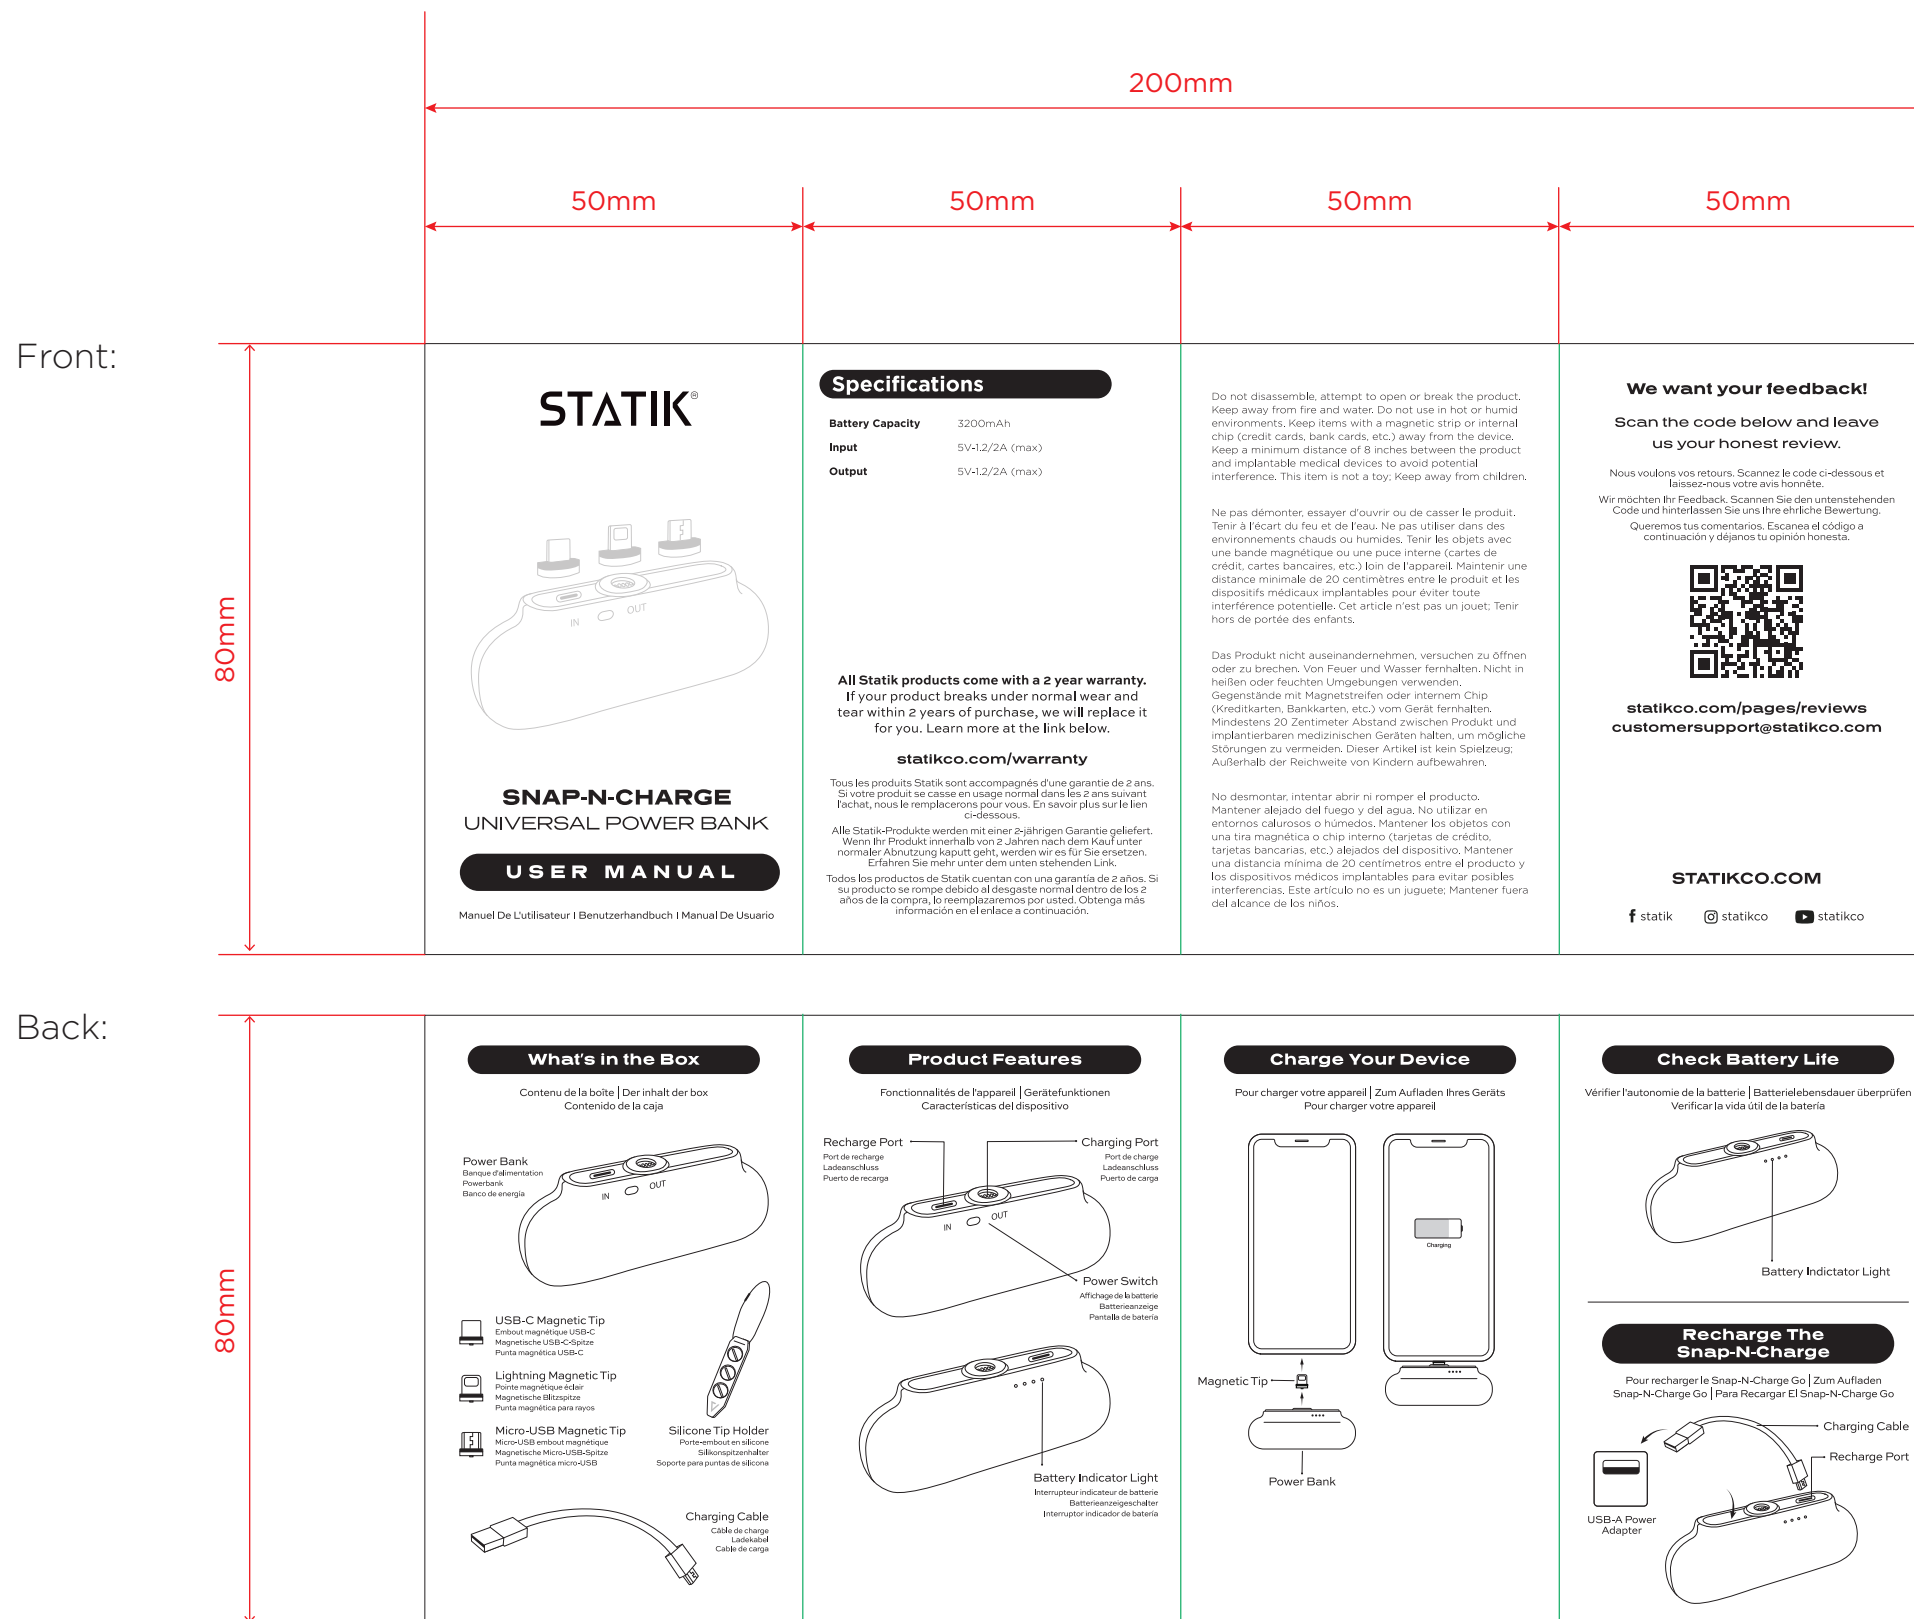 200mm
50mm
50mm
50mm
50mm
Front:
80mm
STATIK®
IN
OUT
SNAP-N-CHARGE
UNIVERSAL POWER BANK
USER MANUAL
Manuel De L'utilisateur I Benutzerhandbuch I Manual De Usuario
Specifications
Battery Capacity 3200mAh
Input 5V-1.2/2A (max)
Output 5V-1.2/2A (max)
All Statik products come with a 2 year warranty.
If your product breaks under normal wear and
tear within 2 years of purchase, we will replace it
for you. Learn more at the link below.
statikco.com/warranty
Tous les produits Statik sont accompagnés d'une garantie de 2 ans.
Si votre produit se casse en usage normal dans les 2 ans suivant
l'achat, nous le remplacerons pour vous. En savoir plus sur le lien
ci-dessous.
Alle Statik-Produkte werden mit einer 2-jährigen Garantie geliefert.
Wenn Ihr Produkt innerhalb von 2 Jahren nach dem Kauf unter
normaler Abnutzung kaputt geht, werden wir es für Sie ersetzen.
Erfahren Sie mehr unter dem unten stehenden Link.
Todos los productos de Statik cuentan con una garantía de 2 años. Si
su producto se rompe debido al desgaste normal dentro de los 2
años de la compra, lo reemplazaremos por usted. Obtenga más
información en el enlace a continuación.
Do not disassemble, attempt to open or break the product.
Keep away from fire and water. Do not use in hot or humid
environments. Keep items with a magnetic strip or internal
chip (credit cards, bank cards, etc.) away from the device.
Keep a minimum distance of 8 inches between the product
and implantable medical devices to avoid potential
interference. This item is not a toy; Keep away from children.
Ne pas démonter, essayer d'ouvrir ou de casser le produit.
Tenir à l'écart du feu et de l'eau. Ne pas utiliser dans des
environnements chauds ou humides. Tenir les objets avec
une bande magnétique ou une puce interne (cartes de
crédit, cartes bancaires, etc.) loin de l'appareil. Maintenir une
distance minimale de 20 centimètres entre le produit et les
dispositifs médicaux implantables pour éviter toute
interférence potentielle. Cet article n'est pas un jouet; Tenir
hors de portée des enfants.
Das Produkt nicht auseinandernehmen, versuchen zu öffnen
oder zu brechen. Von Feuer und Wasser fernhalten. Nicht in
heißen oder feuchten Umgebungen verwenden.
Gegenstände mit Magnetstreifen oder internem Chip
(Kreditkarten, Bankkarten, etc.) vom Gerät fernhalten.
Mindestens 20 Zentimeter Abstand zwischen Produkt und
implantierbaren medizinischen Geräten halten, um mögliche
Störungen zu vermeiden. Dieser Artikel ist kein Spielzeug;
Außerhalb der Reichweite von Kindern aufbewahren.
No desmontar, intentar abrir ni romper el producto.
Mantener alejado del fuego y del agua. No utilizar en
entornos calurosos o húmedos. Mantener los objetos con
una tira magnética o chip interno (tarjetas de crédito,
tarjetas bancarias, etc.) alejados del dispositivo. Mantener
una distancia mínima de 20 centímetros entre el producto y
los dispositivos médicos implantables para evitar posibles
interferencias. Este artículo no es un juguete; Mantener fuera
del alcance de los niños.
We want your feedback!
Scan the code below and leave
us your honest review.
Nous voulons vos retours. Scannez le code ci-dessous et
laissez-nous votre avis honnête.
Wir möchten Ihr Feedback. Scannen Sie den untenstehenden
Code und hinterlassen Sie uns Ihre ehrliche Bewertung.
Queremos tus comentarios. Escanea el código a
continuación y déjanos tu opinión honesta.
statikco.com/pages/reviews
customersupport@statikco.com
STATIKCO.COM
f statik statikco statikco
Back:
80mm
What's in the Box
Contenu de la boîte | Der inhalt der box
Contenido de la caja
Power Bank
Banque d'alimentation
Powerbank
Banco de energía
IN
OUT
USB-C Magnetic Tip
Embout magnétique USB-C
Magnetische USB-C-Spitze
Punta magnética USB-C
Lightning Magnetic Tip
Pointe magnétique éclair
Magnetische Blitzspitze
Punta magnética para rayos
Micro-USB Magnetic Tip
Micro-USB embout magnétique
Magnetische Micro-USB-Spitze
Punta magnética micro-USB
Silicone Tip Holder
Porte-embout en silicone
Silikonspitzenhalter
Soporte para puntas de silicona
Charging Cable
Câble de charge
Ladekabel
Cable de carga
Product Features
Fonctionnalités de l'appareil | Gerätefunktionen
Características del dispositivo
Recharge Port
Port de recharge
Ladeanschluss
Puerto de recarga
Charging Port
Port de charge
Ladeanschluss
Puerto de carga
IN
OUT
Power Switch
Affichage de la batterie
Batterieanzeige
Pantalla de batería
Battery Indicator Light
Interrupteur indicateur de batterie
Batterieanzeigeschalter
Interruptor indicador de batería
Charge Your Device
Pour charger votre appareil | Zum Aufladen Ihres Geräts
Pour charger votre appareil
Charging
Magnetic Tip
Power Bank
Check Battery Life
Vérifier l'autonomie de la batterie | Batterielebensdauer überprüfen
Verificar la vida útil de la batería
Battery Indictator Light
Recharge The
Snap-N-Charge
Pour recharger le Snap-N-Charge Go | Zum Aufladen
Snap-N-Charge Go | Para Recargar El Snap-N-Charge Go
Charging Cable
Recharge Port
USB-A Power
Adapter